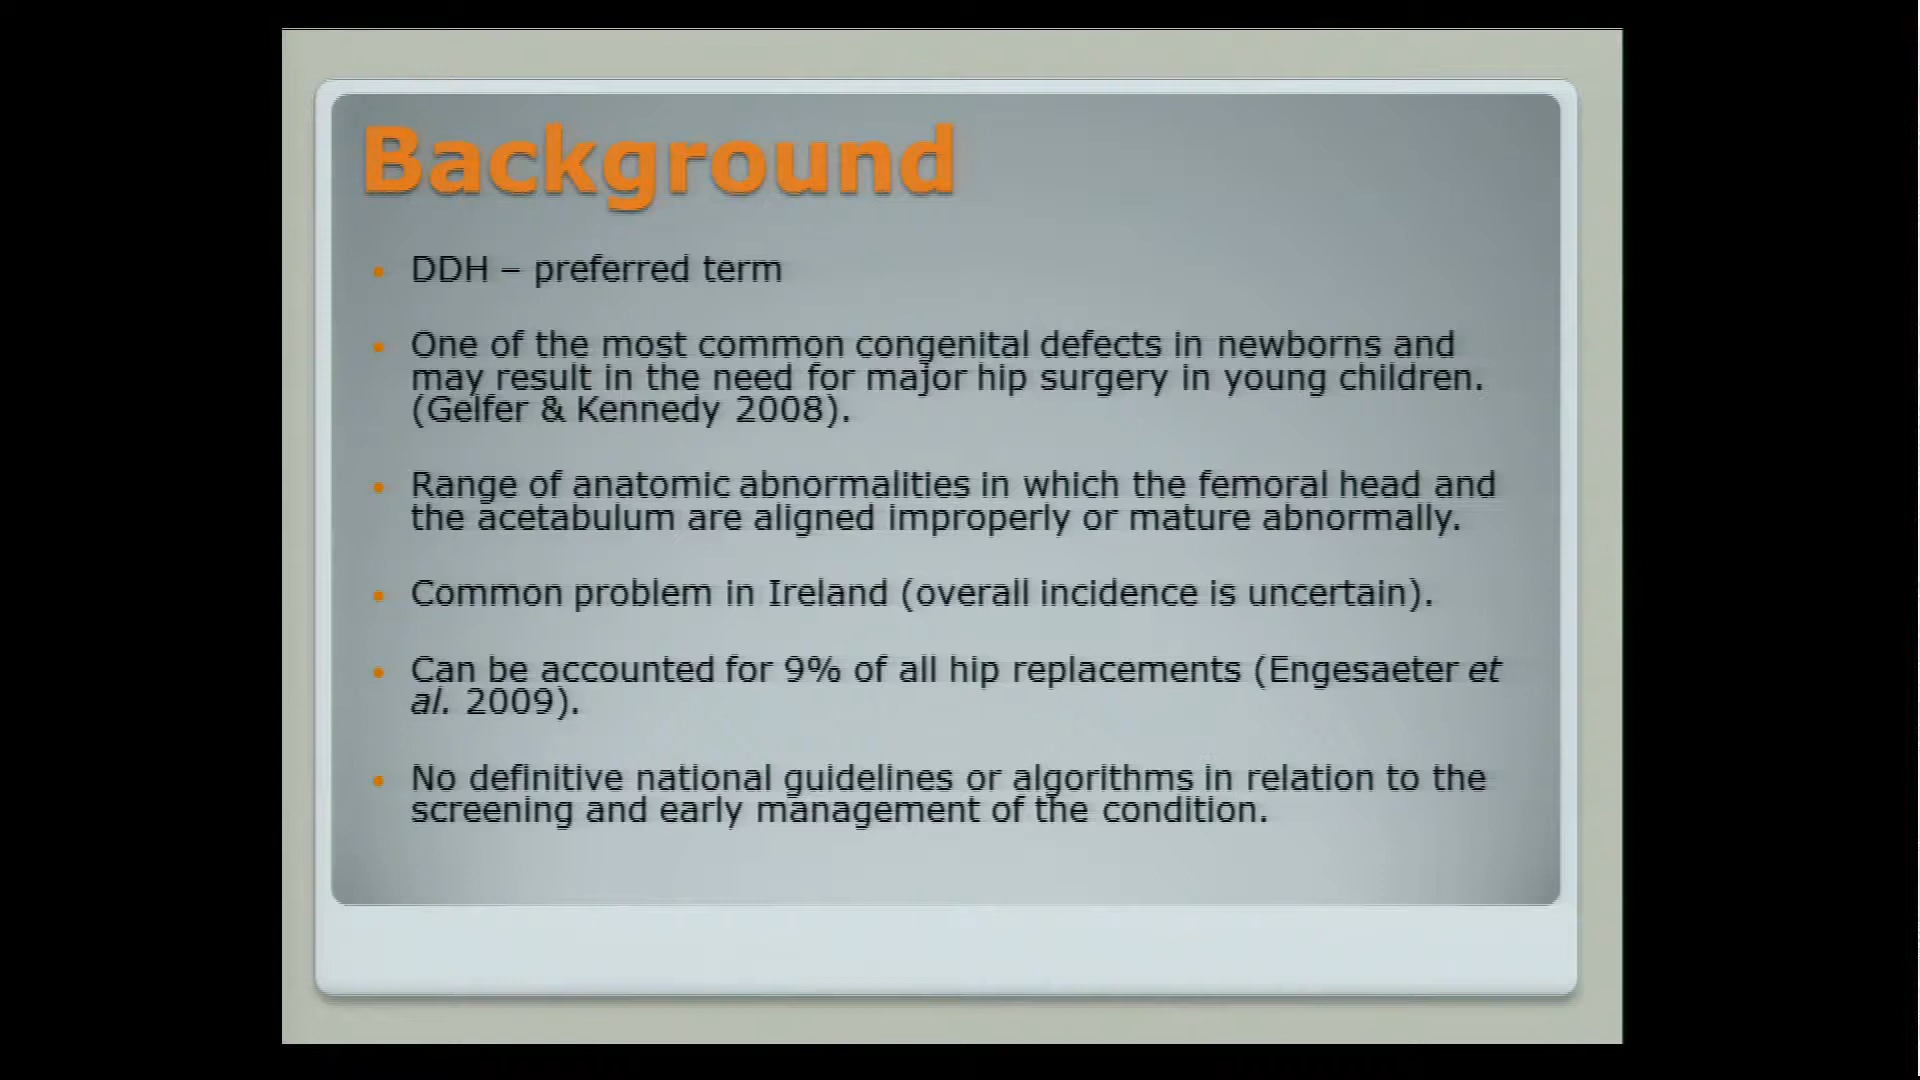 Background
• DDH – preferred term
• One of the most common congenital defects in newborns and
may result in the need for major hip surgery in young children.
(Gelfer & Kennedy 2008).
• Range of anatomic abnormalities in which the femoral head and
the acetabulum are aligned improperly or mature abnormally.
• Common problem in Ireland (overall incidence is uncertain).
• Can be accounted for 9% of all hip replacements (Engesaeter et
al. 2009).
• No definitive national guidelines or algorithms in relation to the
screening and early management of the condition.